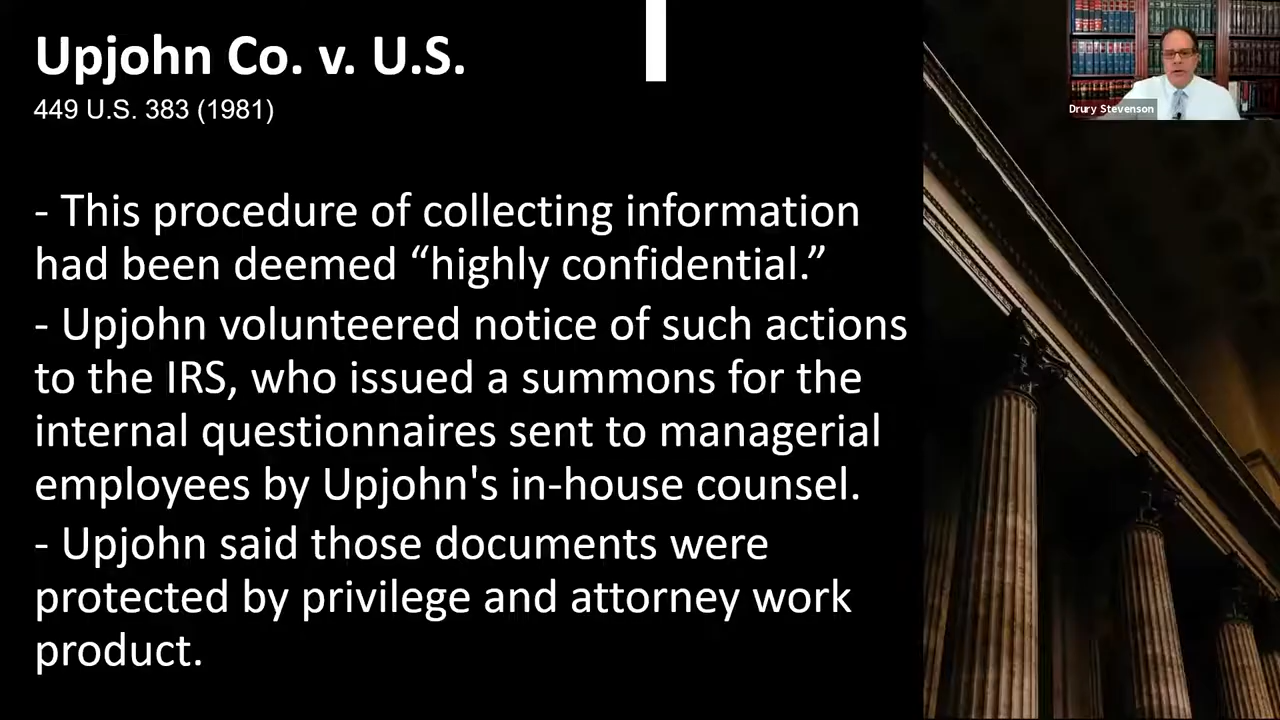 Upjohn Co. v. U.S.
449 U.S. 383 (1981)
- This procedure of collecting information
had been deemed “highly confidential.”
- Upjohn volunteered notice of such actions
to the IRS, who issued a summons for the
internal questionnaires sent to managerial
employees by Upjohn's in-house counsel.
- Upjohn said those documents were
protected by privilege and attorney work
product.
Drury Stevenson